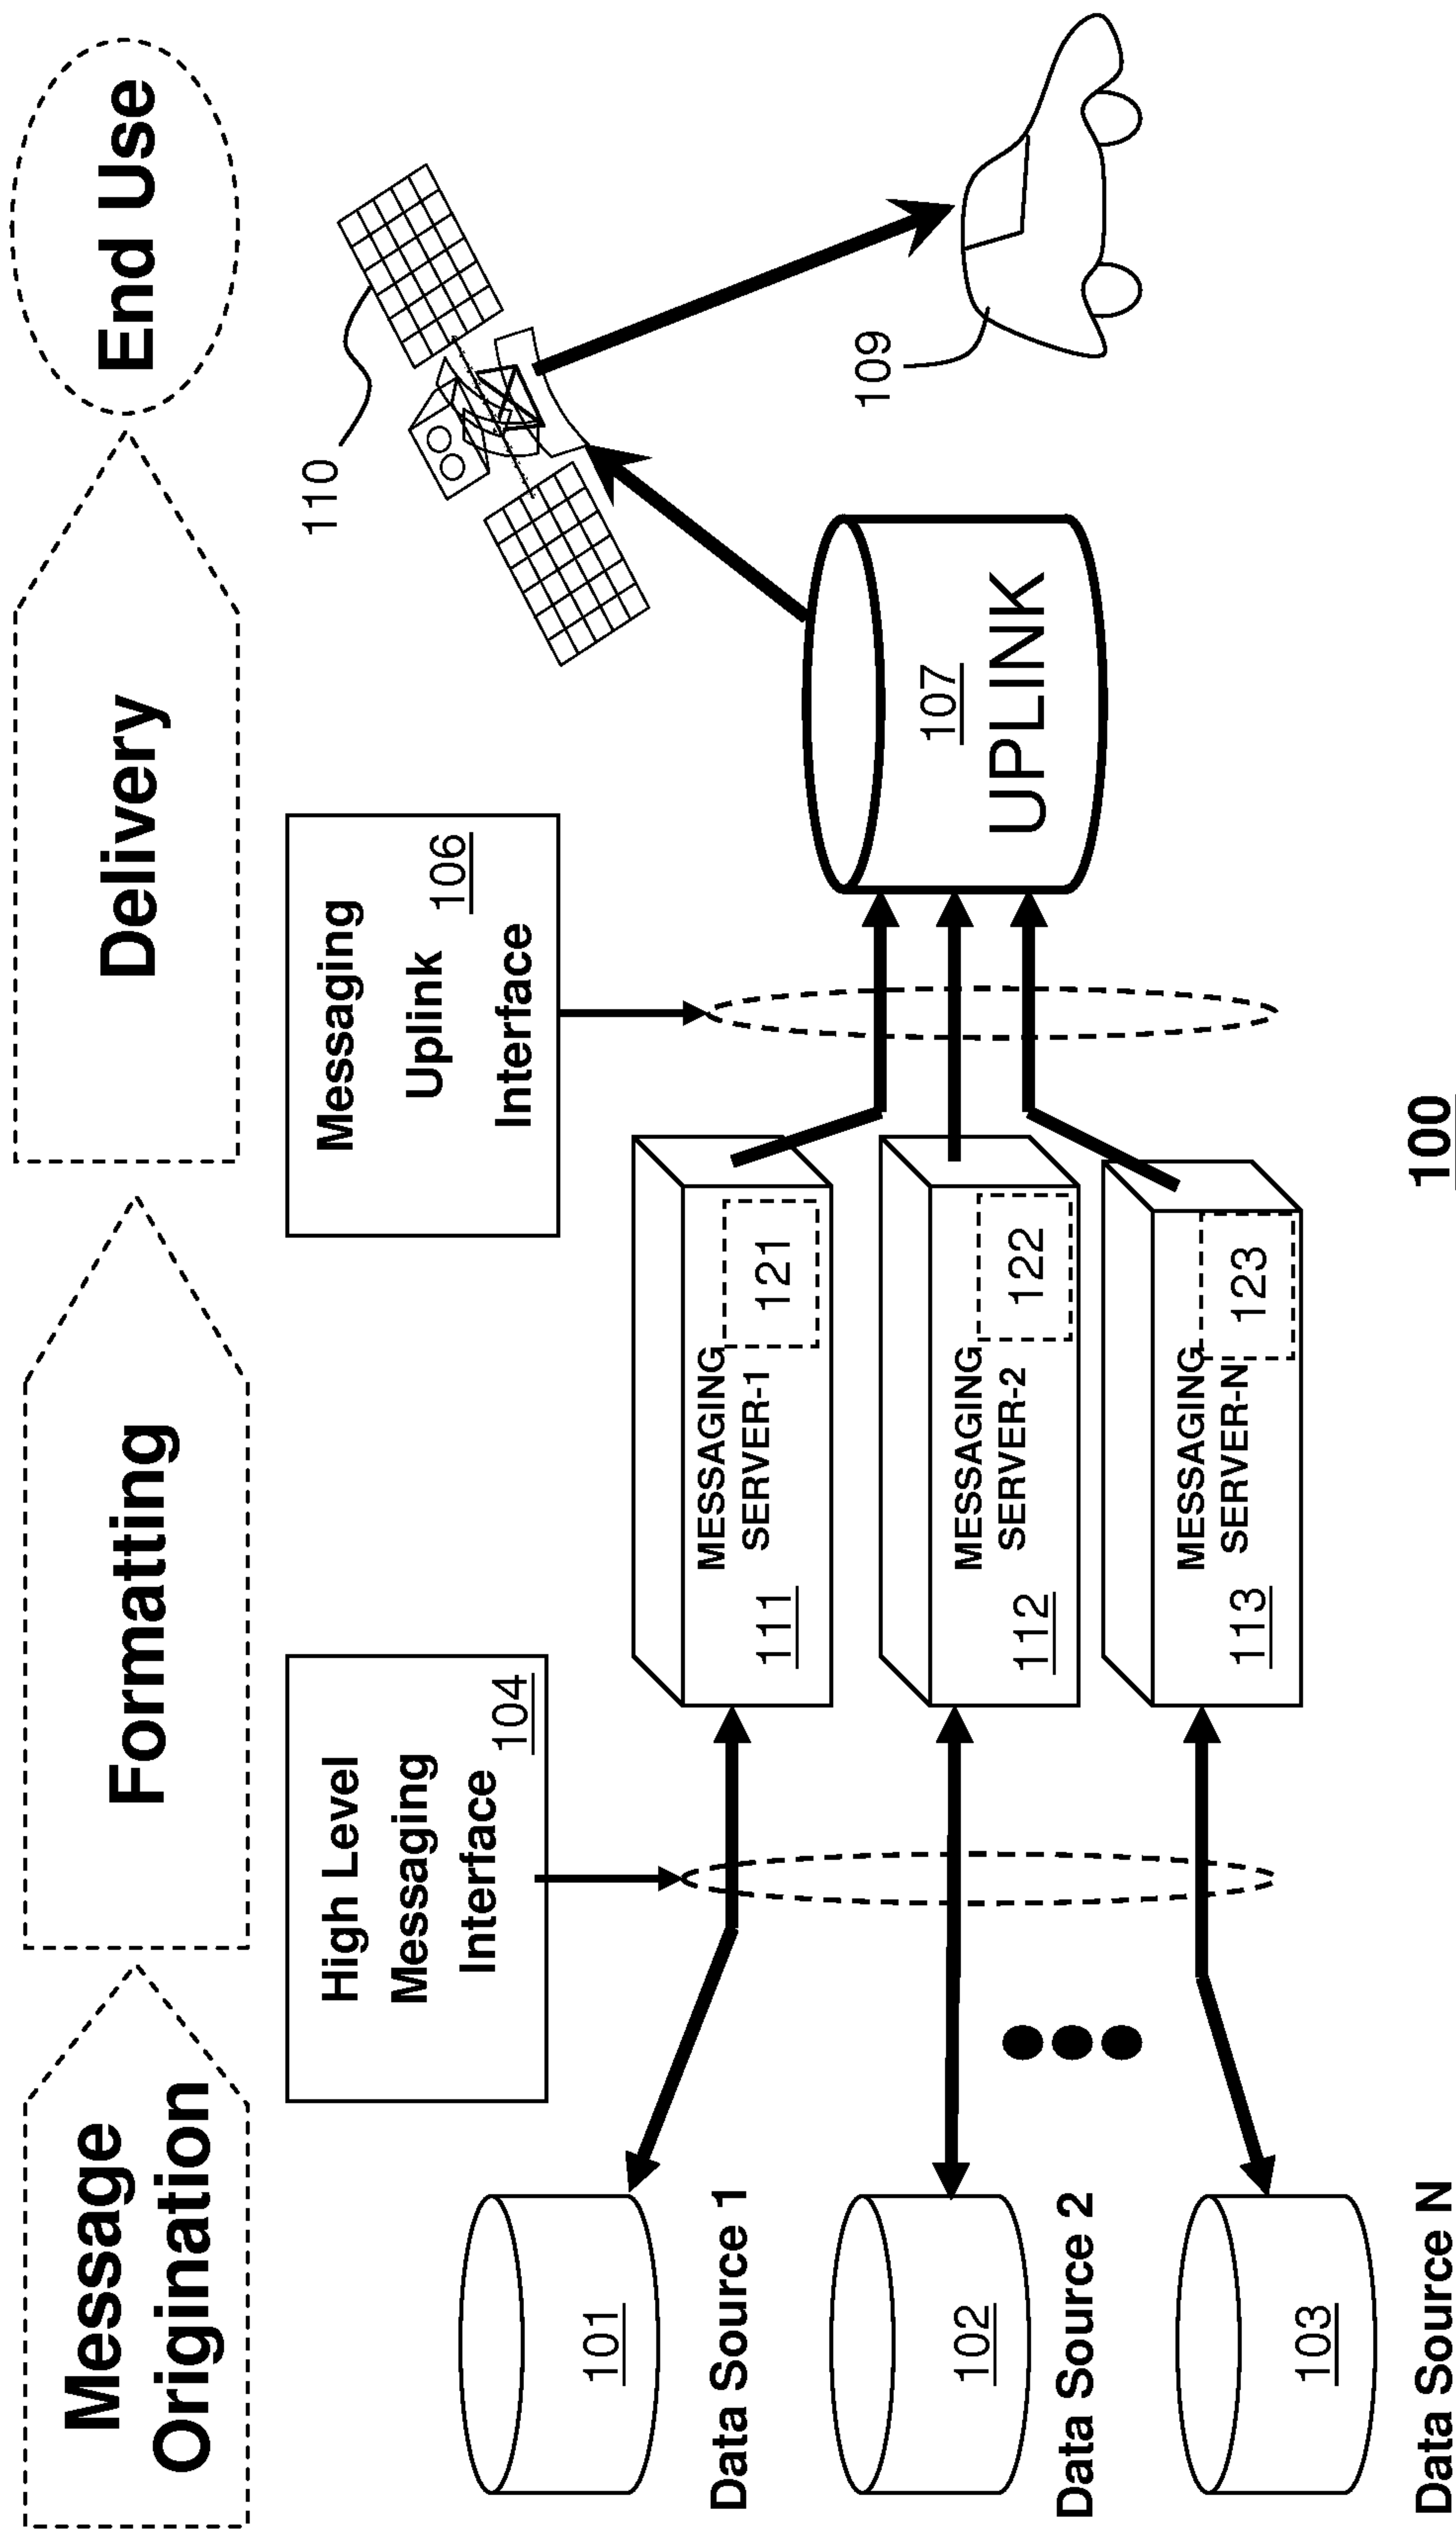 Message
Origination
Formatting
Delivery
End Use
High Level
Messaging
Interface
104
Messaging
Uplink
Interface
106
110
109
101
Data Source 1
102
Data Source 2
103
Data Source N
MESSAGING
SERVER-1
111
121
MESSAGING
SERVER-2
112
122
MESSAGING
SERVER-N
113
123
107
UPLINK
100